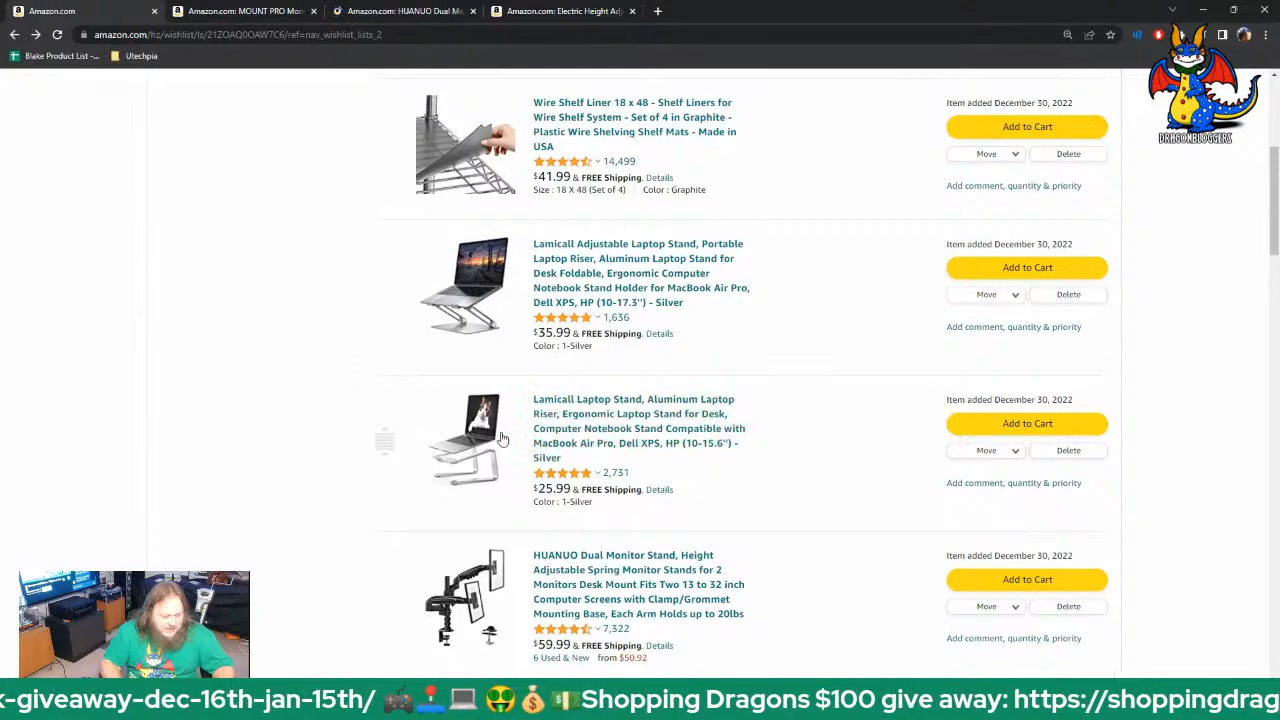 Amazon.com
Amazon.com: MOUNT PRO Mon
Amazon.com: HUANUO Dual Mo
Amazon.com: Electric Height Adj
amazon.com/hz/wishlist/ls/21ZOAQ0OAW7C6/ref=nav_wishlist_lists_2
Blake Product List -...
Utechpia
DRAGONBLOGGERS
Wire Shelf Liner 18 x 48 - Shelf Liners for
Wire Shelf System - Set of 4 in Graphite -
Plastic Wire Shelving Shelf Mats - Made in
USA
14,499
$41.99 & FREE Shipping. Details
Size : 18 X 48 (Set of 4) Color : Graphite
Item added December 30, 2022
Add to Cart
Move
Delete
Add comment, quantity & priority
Lamicall Adjustable Laptop Stand, Portable
Laptop Riser, Aluminum Laptop Stand for
Desk Foldable, Ergonomic Computer
Notebook Stand Holder for MacBook Air Pro,
Dell XPS, HP (10-17.3'') - Silver
1,636
$35.99 & FREE Shipping. Details
Color : 1-Silver
Item added December 30, 2022
Add to Cart
Move
Delete
Add comment, quantity & priority
Lamicall Laptop Stand, Aluminum Laptop
Riser, Ergonomic Laptop Stand for Desk,
Computer Notebook Stand Compatible with
MacBook Air Pro, Dell XPS, HP (10-15.6'') -
Silver
2,731
$25.99 & FREE Shipping. Details
Color : 1-Silver
Item added December 30, 2022
Add to Cart
Move
Delete
Add comment, quantity & priority
HUANUO Dual Monitor Stand, Height
Adjustable Spring Monitor Stands for 2
Monitors Desk Mount Fits Two 13 to 32 inch
Computer Screens with Clamp/Grommet
Mounting Base, Each Arm Holds up to 20lbs
7,322
$59.99 & FREE Shipping. Details
6 Used & New from $50.92
Item added December 30, 2022
Add to Cart
Move
Delete
Add comment, quantity & priority
k-giveaway-dec-16th-jan-15th/ Shopping Dragons $100 give away: https://shoppingdrag